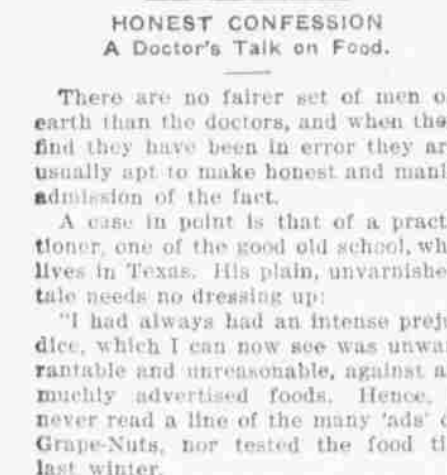 HONEST CONFESSION
A Doctor's Talk on Food.
There are no fairer set of men o
earth than the doctors, and when the
find they have been in error they ar
usually apt to make honest and manl
admission of the fact.
A case in point is that of a practi
tioner, one of the good old school, wh
lives in Texas. His plain, unvarnishe
tale needs no dressing up:
"I had always had an intense preju
dice, which I can now see was unwar
rantable and unreasonable, against a
muchly advertised foods. Hence,
never read a line of the many 'ads' o
Grape-Nuts, nor tested the food ti
last winter.